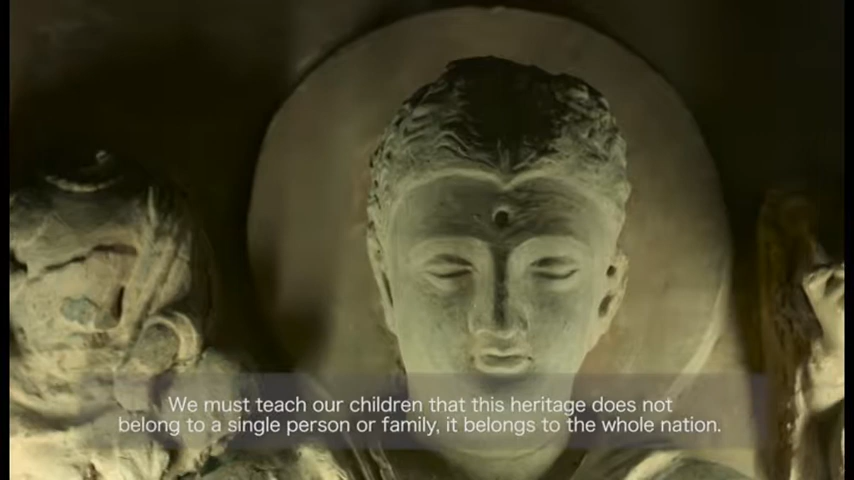 We must teach our children that this heritage does not
belong to a single person or family, it belongs to the whole nation.